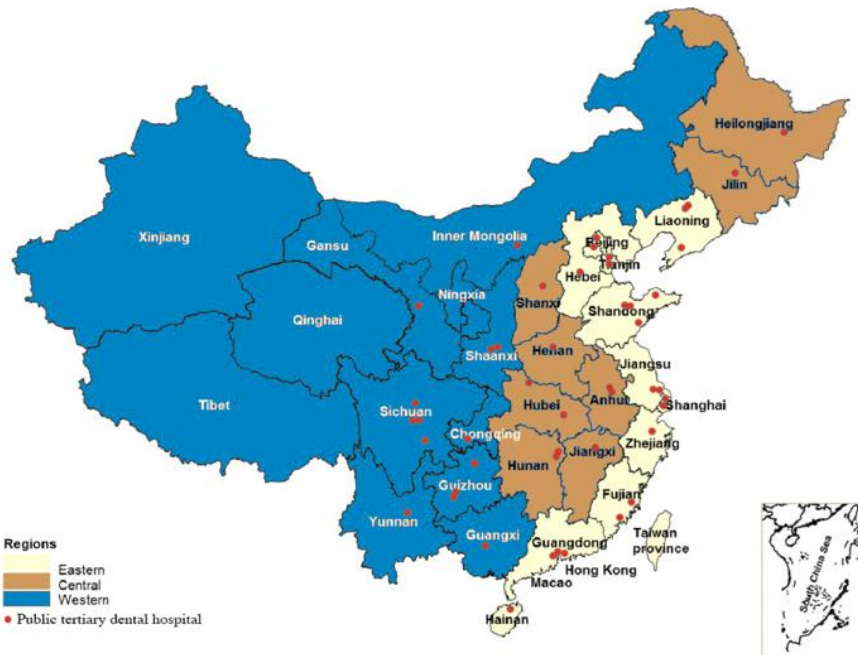 Heilongjiang
Jilin
Liaoning
Xinjiang
Gansu
Inner Mongolia
Beijing
Tianjin
Hebei
Ningxia
Shanxi
Qinghai
Shandong
Shaanxi
Henan
Jiangsu
Tibet
Sichuan
Hubei
Anhui
Shanghai
Chongqing
Zhejiang
Hunan
Jiangxi
Guizhou
Fujian
Yunnan
Guangxi
Guangdong
Taiwan
province
Hong Kong
Macao
Hainan
South China Sea
Regions
Eastern
Central
Western
Public tertiary dental hospital